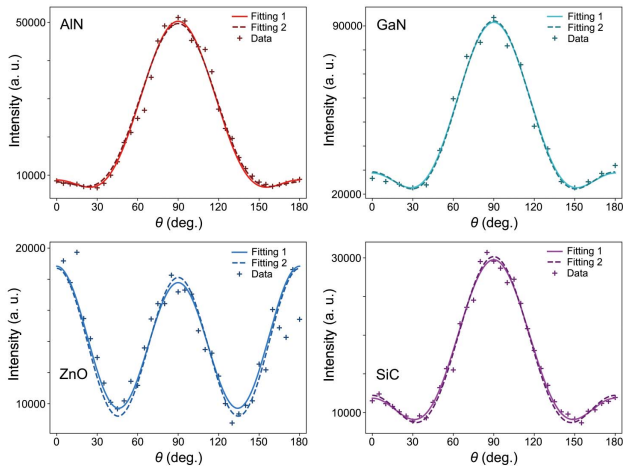 AlN
Fitting 1
Fitting 2
Data
50000
10000
Intensity (a. u.)
0 30 60 90 120 150 180
θ (deg.)
GaN
Fitting 1
Fitting 2
Data
90000
20000
Intensity (a. u.)
0 30 60 90 120 150 180
θ (deg.)
ZnO
Fitting 1
Fitting 2
Data
20000
10000
Intensity (a. u.)
0 30 60 90 120 150 180
θ (deg.)
SiC
Fitting 1
Fitting 2
Data
30000
10000
Intensity (a. u.)
0 30 60 90 120 150 180
θ (deg.)